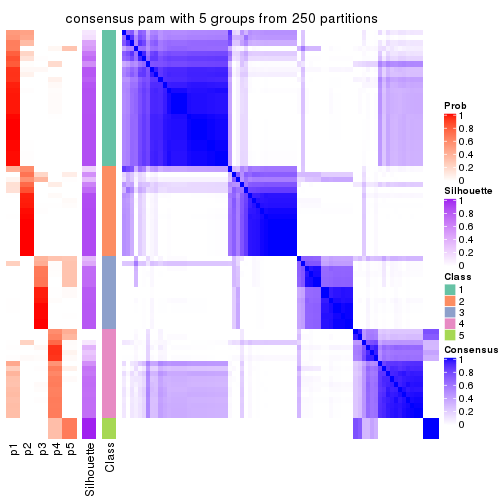 consensus pam with 5 groups from 250 partitions
Prob
1
0.8
0.6
0.4
0.2
0
Silhouette
1
0.8
0.6
0.4
0.2
0
Class
1
2
3
4
5
Consensus
1
0.8
0.6
0.4
0.2
0
p1
p2
p3
p4
p5
Silhouette
Class